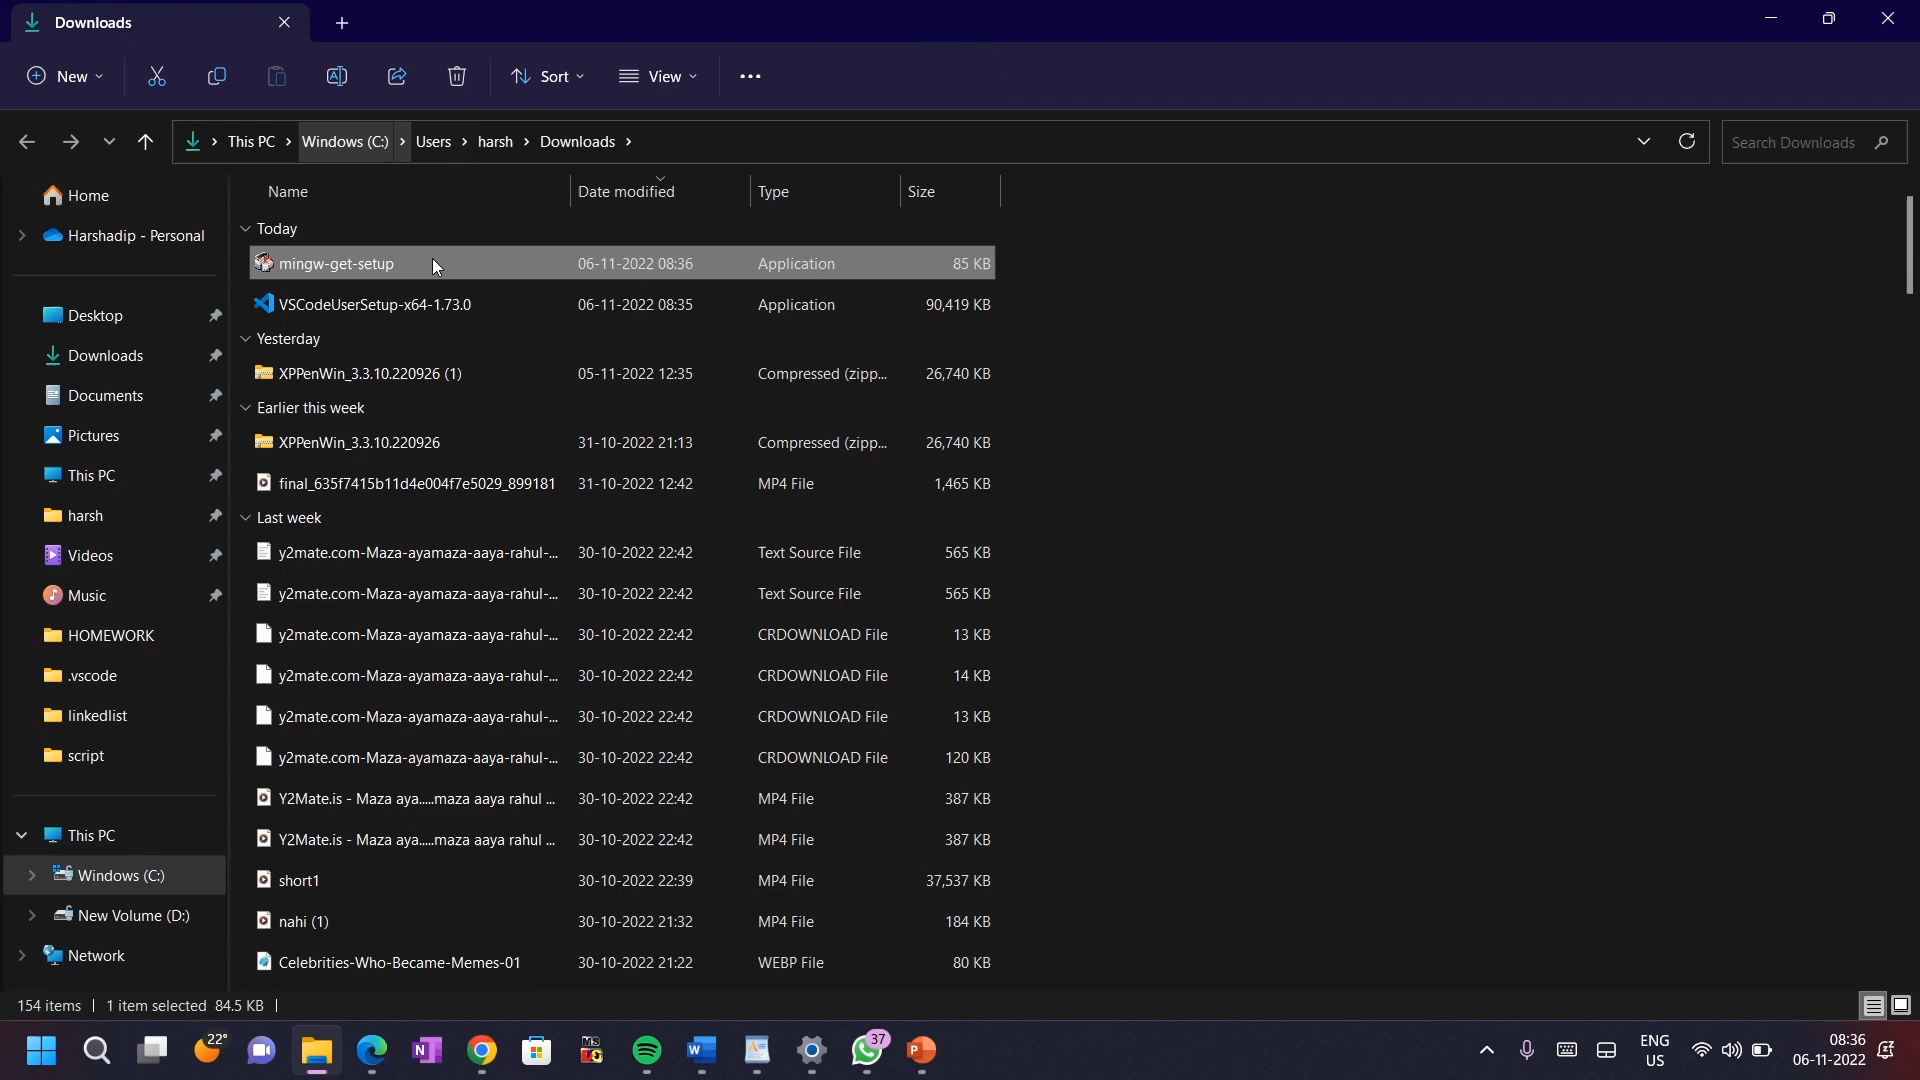 Downloads
New
Sort
View
This PC > Windows (C:) > Users > harsh > Downloads >
Search Downloads
Home
Harshadip - Personal
Desktop
Downloads
Documents
Pictures
This PC
harsh
Videos
Music
HOMEWORK
.vscode
linkedlist
script
This PC
Windows (C:)
New Volume (D:)
Network
Name Date modified Type Size
Today
mingw-get-setup 06-11-2022 08:36 Application 85 KB
VSCodeUserSetup-x64-1.73.0 06-11-2022 08:35 Application 90,419 KB
Yesterday
XPPenWin_3.3.10.220926 (1) 05-11-2022 12:35 Compressed (zipp... 26,740 KB
Earlier this week
XPPenWin_3.3.10.220926 31-10-2022 21:13 Compressed (zipp... 26,740 KB
final_635f7415b11d4e004f7e5029_899181 31-10-2022 12:42 MP4 File 1,465 KB
Last week
y2mate.com-Maza-ayamaza-aaya-rahul-... 30-10-2022 22:42 Text Source File 565 KB
y2mate.com-Maza-ayamaza-aaya-rahul-... 30-10-2022 22:42 Text Source File 565 KB
y2mate.com-Maza-ayamaza-aaya-rahul-... 30-10-2022 22:42 CRDOWNLOAD File 13 KB
y2mate.com-Maza-ayamaza-aaya-rahul-... 30-10-2022 22:42 CRDOWNLOAD File 14 KB
y2mate.com-Maza-ayamaza-aaya-rahul-... 30-10-2022 22:42 CRDOWNLOAD File 13 KB
y2mate.com-Maza-ayamaza-aaya-rahul-... 30-10-2022 22:42 CRDOWNLOAD File 120 KB
Y2Mate.is - Maza aya.....maza aaya rahul ... 30-10-2022 22:42 MP4 File 387 KB
Y2Mate.is - Maza aya.....maza aaya rahul ... 30-10-2022 22:42 MP4 File 387 KB
short1 30-10-2022 22:39 MP4 File 37,537 KB
nahi (1) 30-10-2022 21:32 MP4 File 184 KB
Celebrities-Who-Became-Memes-01 30-10-2022 21:22 WEBP File 80 KB
154 items 1 item selected 84.5 KB
22°
37
ENG
US
08:36
06-11-2022